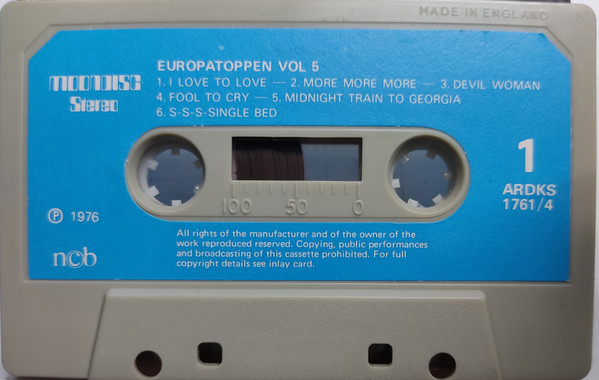 MADE IN ENGLAND
EUROPATOPPEN VOL 5
MOONDISC
Stereo
1. I LOVE TO LOVE — 2. MORE MORE MORE — 3. DEVIL WOMAN
4. FOOL TO CRY — 5. MIDNIGHT TRAIN TO GEORGIA
6. S-S-S-SINGLE BED
100 50 0
1
ARDKS
1761/4
Ⓟ 1976
ncb
All rights of the manufacturer and of the owner of the
work reproduced reserved. Copying, public performances
and broadcasting of this cassette prohibited. For full
copyright details see inlay card.